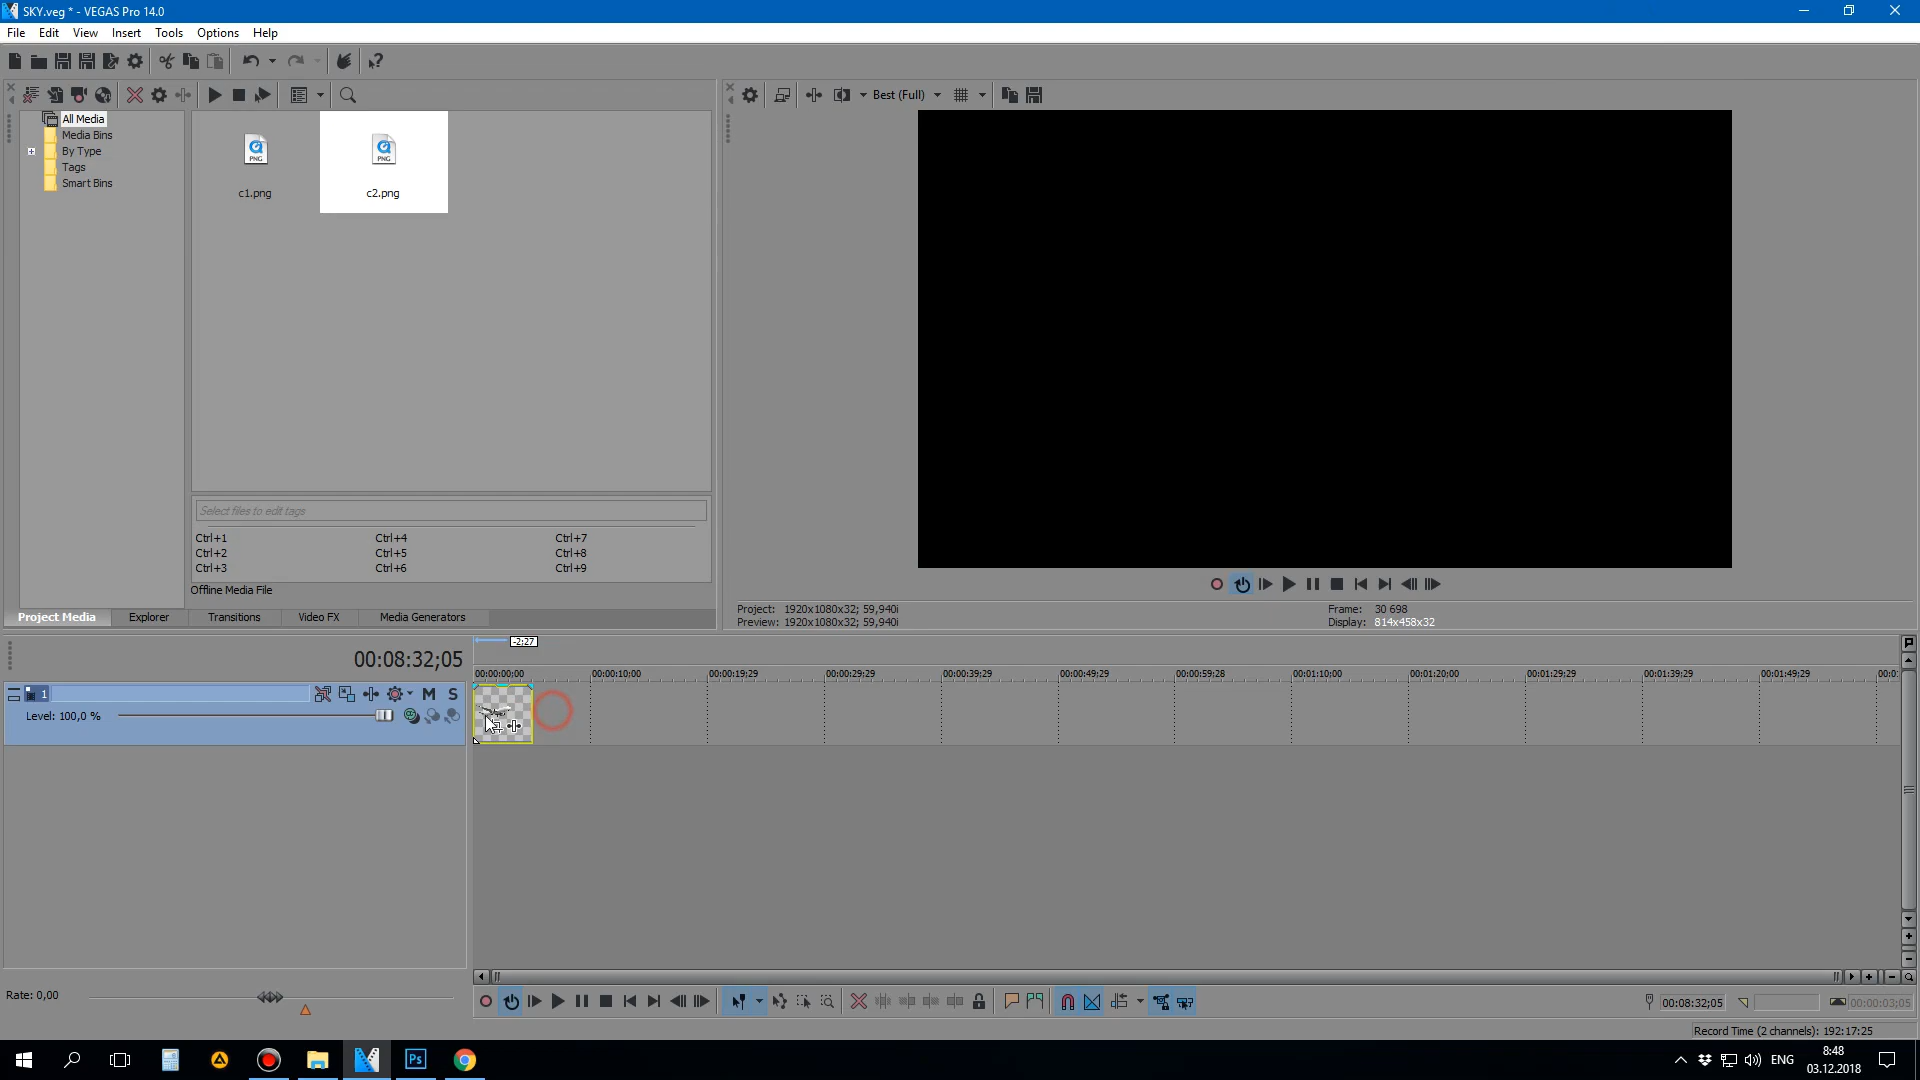 SKY.veg * - VEGAS Pro 14.0
File Edit View Insert Tools Options Help
Best (Full)
All Media
Media Bins
By Type
Tags
Smart Bins
PNG
PNG
c1.png
c2.png
Select files to edit tags
Ctrl+1 Ctrl+4 Ctrl+7
Ctrl+2 Ctrl+5 Ctrl+8
Ctrl+3 Ctrl+6 Ctrl+9
Offline Media File
Project Media Explorer Transitions Video FX Media Generators
Project: 1920x1080x32; 59,940i
Preview: 1920x1080x32; 59,940i
Frame: 30 698
Display: 814x458x32
-2:27
00:08:32;05
00:00:00;00 00:00:10;00 00:00:19;29 00:00:29;29 00:00:39;29 00:00:49;29 00:00:59;28 00:01:10;00 00:01:20;00 00:01:29;29 00:01:39;29 00:01:49;29 00:0
1 M S
Level: 100,0 %
Rate: 0,00
00:08:32;05 00:00:03;05
Record Time (2 channels): 192:17:25
Ps
ENG
8:48
03.12.2018